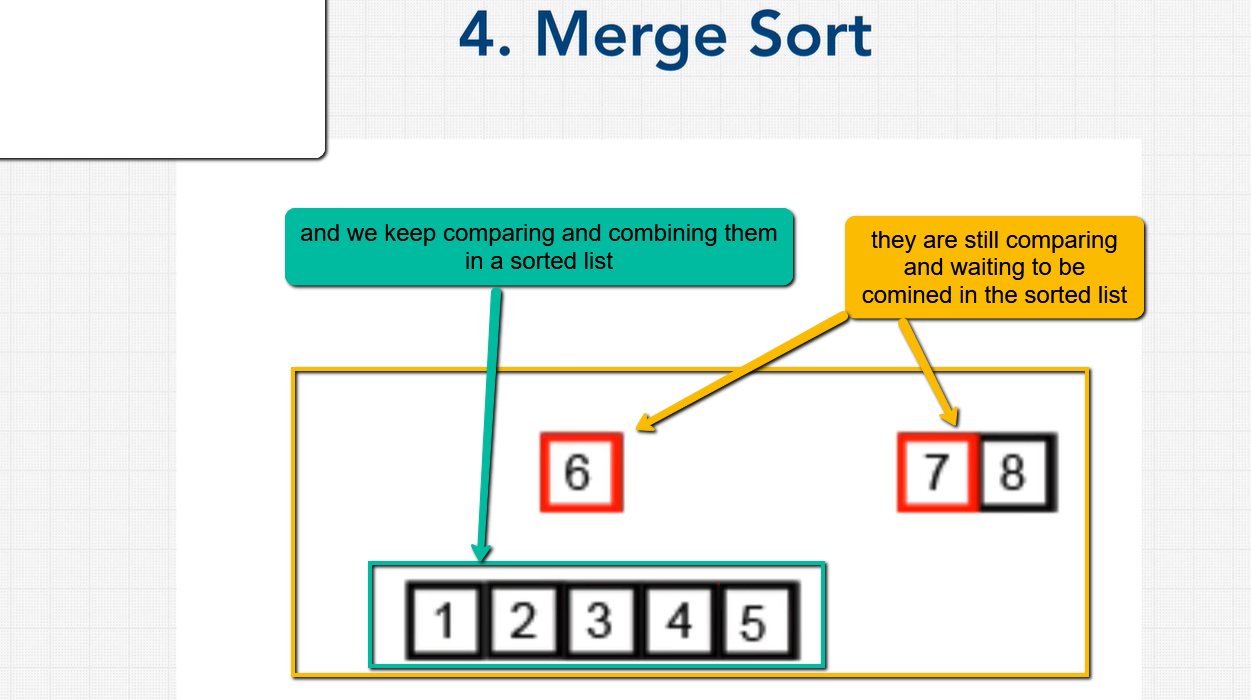 4. Merge Sort
and we keep comparing and combining them
in a sorted list
they are still comparing
and waiting to be
comined in the sorted list
6
7 8
1 2 3 4 5